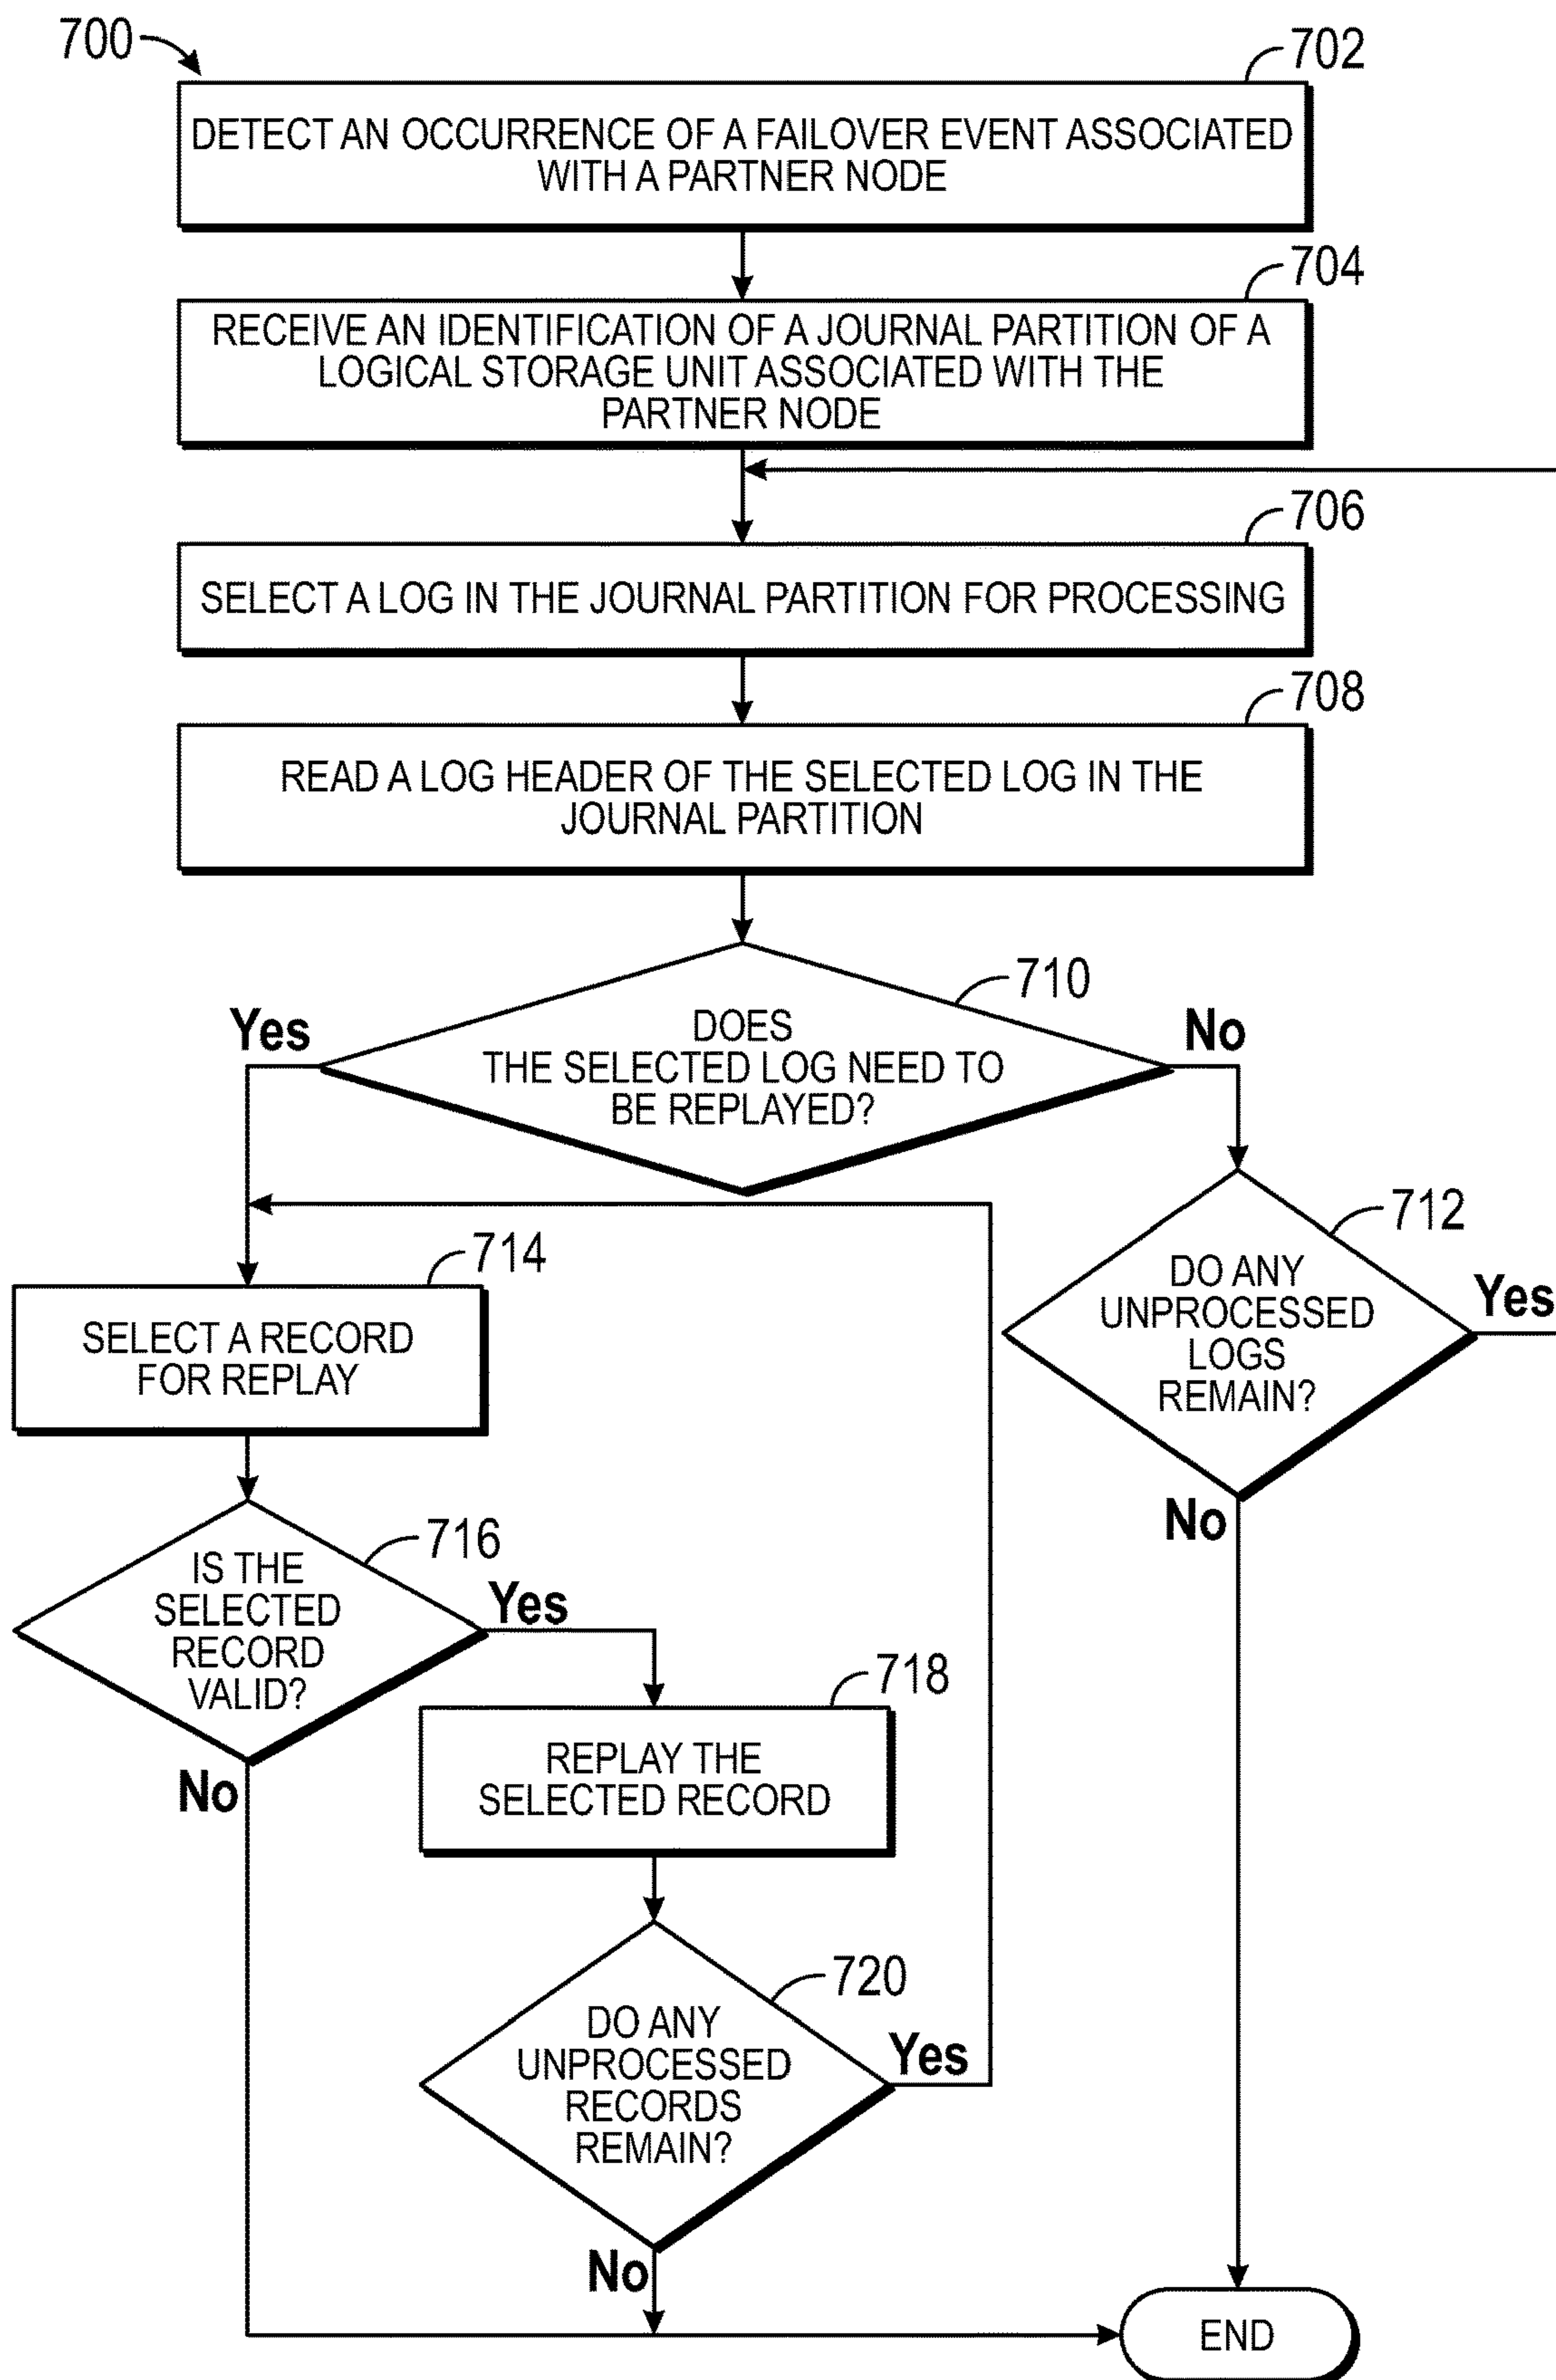 700
702
DETECT AN OCCURRENCE OF A FAILOVER EVENT ASSOCIATED
WITH A PARTNER NODE
704
RECEIVE AN IDENTIFICATION OF A JOURNAL PARTITION OF A
LOGICAL STORAGE UNIT ASSOCIATED WITH THE
PARTNER NODE
706
SELECT A LOG IN THE JOURNAL PARTITION FOR PROCESSING
708
READ A LOG HEADER OF THE SELECTED LOG IN THE
JOURNAL PARTITION
710
Yes
No
DOES
THE SELECTED LOG NEED TO
BE REPLAYED?
712
DO ANY
UNPROCESSED
LOGS
REMAIN?
Yes
No
714
SELECT A RECORD
FOR REPLAY
716
IS THE
SELECTED
RECORD
VALID?
Yes
No
718
REPLAY THE
SELECTED RECORD
720
DO ANY
UNPROCESSED
RECORDS
REMAIN?
Yes
No
END